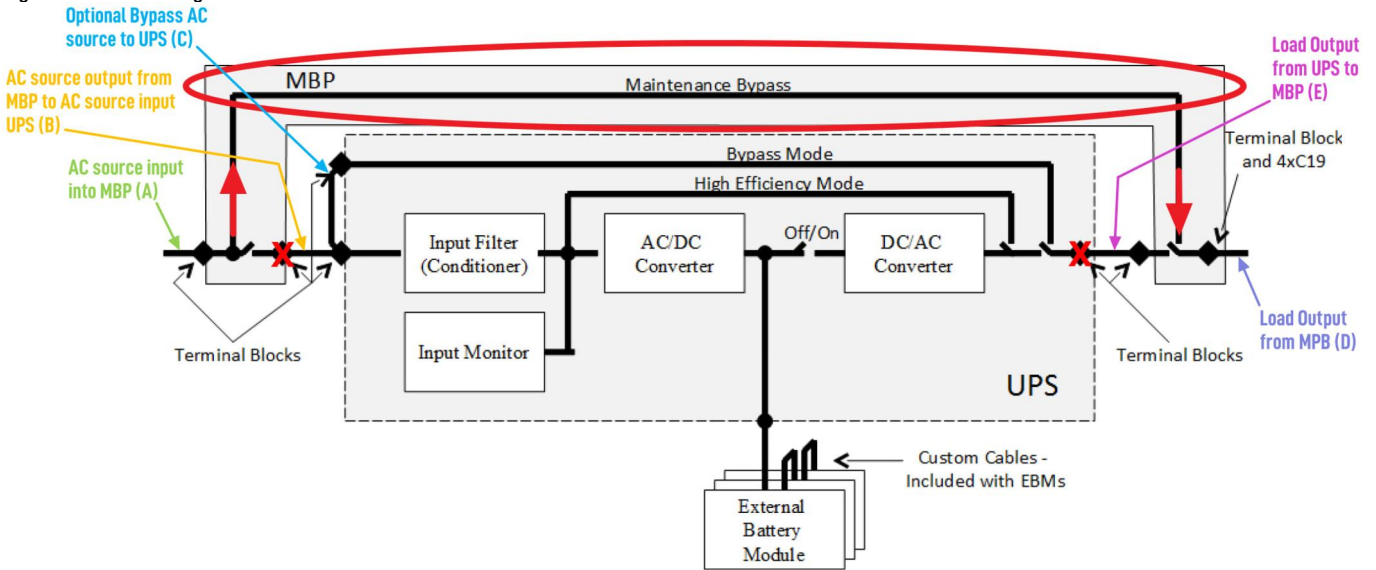 Optional Bypass AC
source to UPS (C)
AC source output from
MBP to AC source input
UPS (B)
AC source input
into MBP (A)
MBP
Maintenance Bypass
Load Output
from UPS to
MBP (E)
Terminal Block
and 4xC19
Bypass Mode
High Efficiency Mode
Input Filter
(Conditioner)
AC/DC
Converter
Off/On
DC/AC
Converter
X
X
Input Monitor
Terminal Blocks
Terminal Blocks
Load Output
from MPB (D)
UPS
Custom Cables -
Included with EBMs
External
Battery
Module